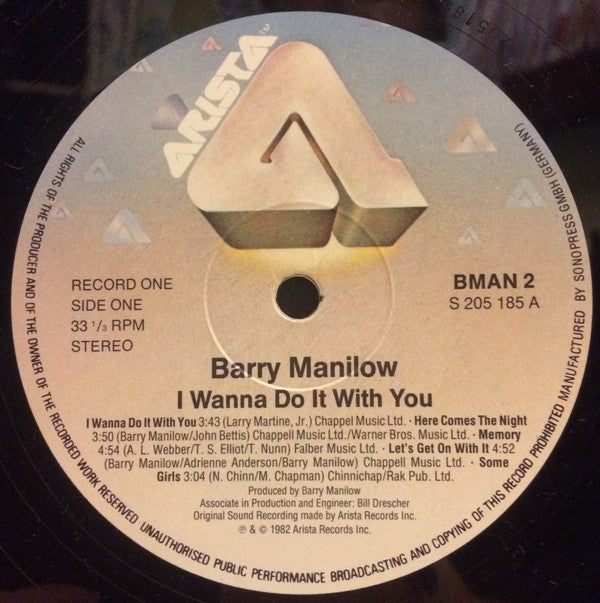 ARISTA™
RECORD ONE
SIDE ONE
33 1/3 RPM
STEREO
BMAN 2
S 205 185 A
Barry Manilow
I Wanna Do It With You
I Wanna Do It With You 3:43 (Larry Martine, Jr.) Chappel Music Ltd. · Here Comes The Night
3:50 (Barry Manilow/John Bettis) Chappell Music Ltd./Warner Bros. Music Ltd. · Memory
4:54 (A. L. Webber/T. S. Elliot/T. Nunn) Falber Music Ltd. · Let's Get On With It 4:52
(Barry Manilow/Adrienne Anderson/Barry Manilow) Chappell Music Ltd. · Some
Girls 3:04 (N. Chinn/M. Chapman) Chinnichap/Rak Pub. Ltd.
Produced by Barry Manilow
Associate in Production and Engineer: Bill Drescher
Original Sound Recording made by Arista Records Inc.
℗ & © 1982 Arista Records Inc.
ALL RIGHTS OF THE PRODUCER AND OF THE OWNER OF THE RECORDED WORK RESERVED UNAUTHORISED PUBLIC PERFORMANCE BROADCASTING AND COPYING OF THIS RECORD PROHIBITED MANUFACTURED BY SONOPRESS GMBH (GERMANY)